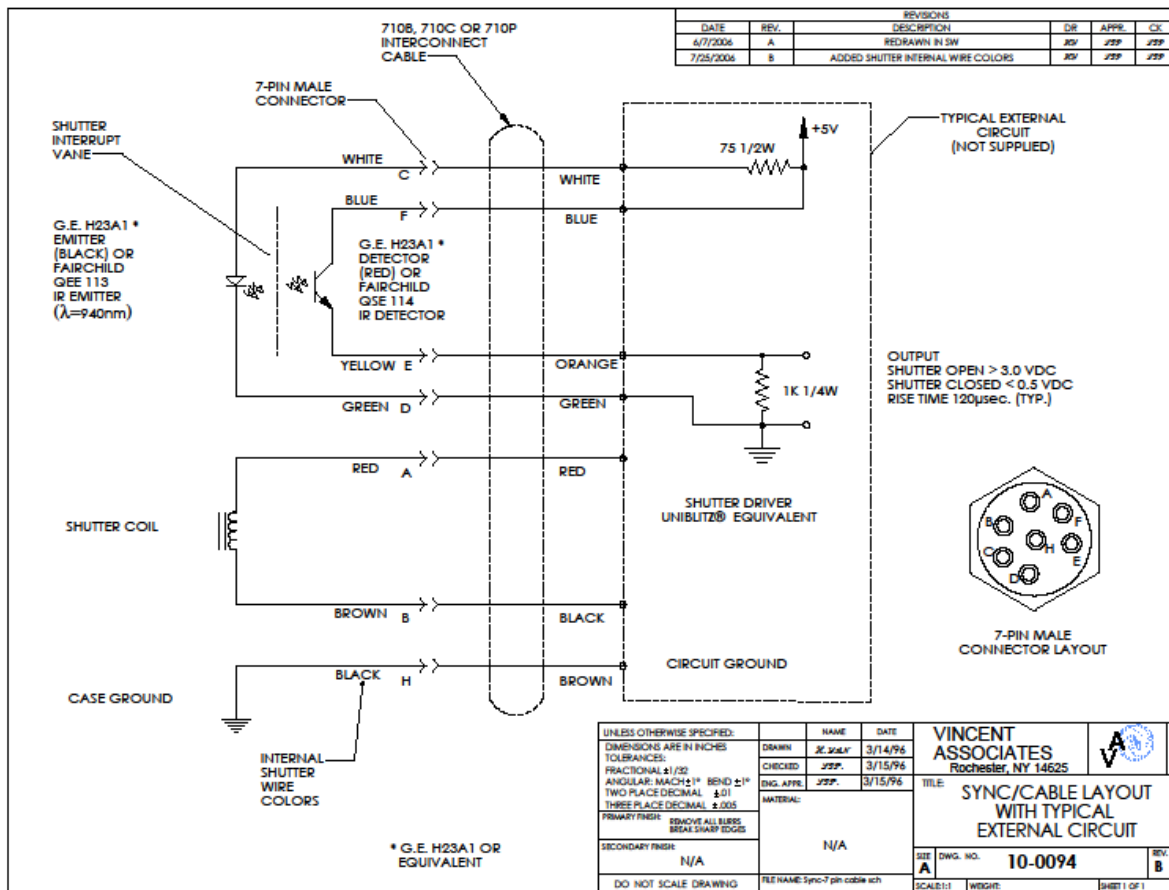 REVISIONS
DATE REV. DESCRIPTION DR APPR. CK
6/7/2006 A REDRAWN IN SW
7/25/2006 B ADDED SHUTTER INTERNAL WIRE COLORS
710B, 710C OR 710P
INTERCONNECT
CABLE
7-PIN MALE
CONNECTOR
SHUTTER
INTERRUPT
VANE
TYPICAL EXTERNAL
CIRCUIT
(NOT SUPPLIED)
+5V
75 1/2W
WHITE
C
WHITE
BLUE
F
BLUE
G.E. H23A1 *
EMITTER
(BLACK) OR
FAIRCHILD
QEE 113
IR EMITTER
(λ=940nm)
G.E. H23A1 *
DETECTOR
(RED) OR
FAIRCHILD
QSE 114
IR DETECTOR
YELLOW E
ORANGE
GREEN D
GREEN
1K 1/4W
OUTPUT
SHUTTER OPEN > 3.0 VDC
SHUTTER CLOSED < 0.5 VDC
RISE TIME 120µsec. (TYP.)
RED A
RED
SHUTTER COIL
SHUTTER DRIVER
UNIBLITZ® EQUIVALENT
BROWN B
BLACK
A
B
F
H
C
E
D
7-PIN MALE
CONNECTOR LAYOUT
BLACK H
BROWN
CIRCUIT GROUND
CASE GROUND
INTERNAL
SHUTTER
WIRE
COLORS
* G.E. H23A1 OR
EQUIVALENT
UNLESS OTHERWISE SPECIFIED:
DIMENSIONS ARE IN INCHES
TOLERANCES:
FRACTIONAL ±1/32
ANGULAR: MACH±1° BEND ±1°
TWO PLACE DECIMAL ±.01
THREE PLACE DECIMAL ±.005
PRIMARY FINISH: REMOVE ALL BURRS
BREAK SHARP EDGES
SECONDARY FINISH:
N/A
DO NOT SCALE DRAWING
NAME DATE
DRAWN 3/14/96
CHECKED 3/15/96
ENG. APPR. 3/15/96
MATERIAL:
N/A
FILE NAME: Sync-7 pin cable sch
VINCENT
ASSOCIATES
Rochester, NY 14625
VA
TITLE:
SYNC/CABLE LAYOUT
WITH TYPICAL
EXTERNAL CIRCUIT
SIZE
A
DWG. NO. 10-0094
REV.
B
SCALE:1:1 WEIGHT: SHEET 1 OF 1